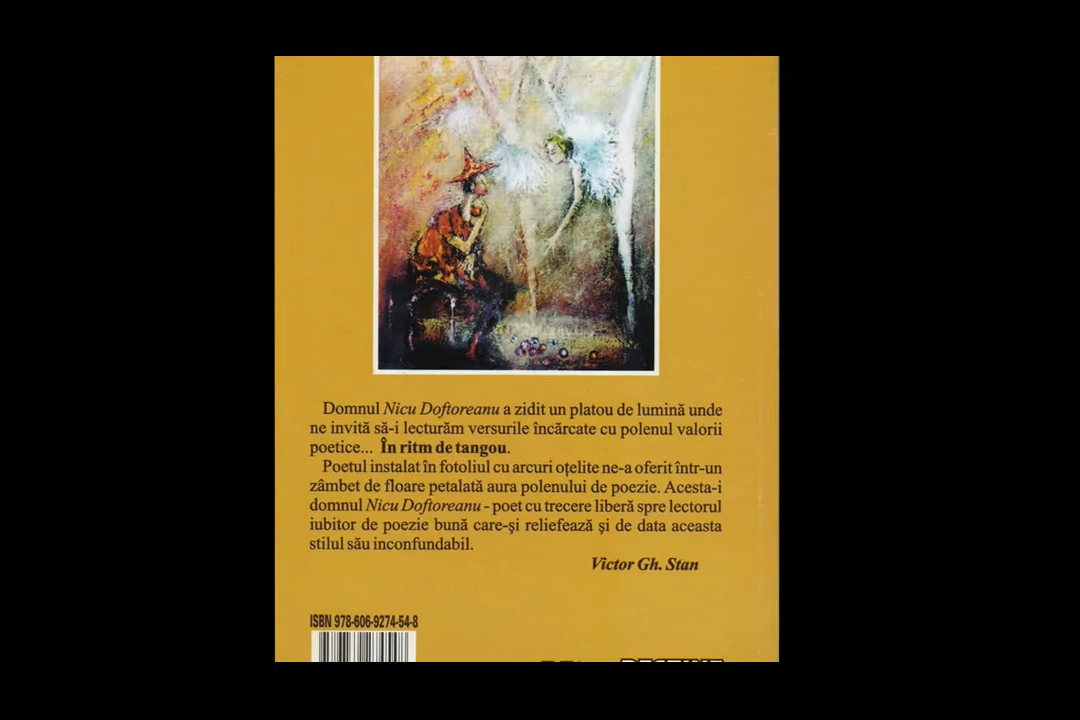 Domnul Nicu Doftoreanu a zidit un platou de lumină unde
ne invită să-i lecturăm versurile încărcate cu polenul valorii
poetice... În ritm de tangou.
Poetul instalat în fotoliul cu arcuri oțelite ne-a oferit într-un
zâmbet de floare petalată aura polenului de poezie. Acesta-i
domnul Nicu Doftoreanu - poet cu trecere liberă spre lectorul
iubitor de poezie bună care-şi reliefează şi de data aceasta
stilul său inconfundabil.
Victor Gh. Stan
ISBN 978-606-9274-54-8